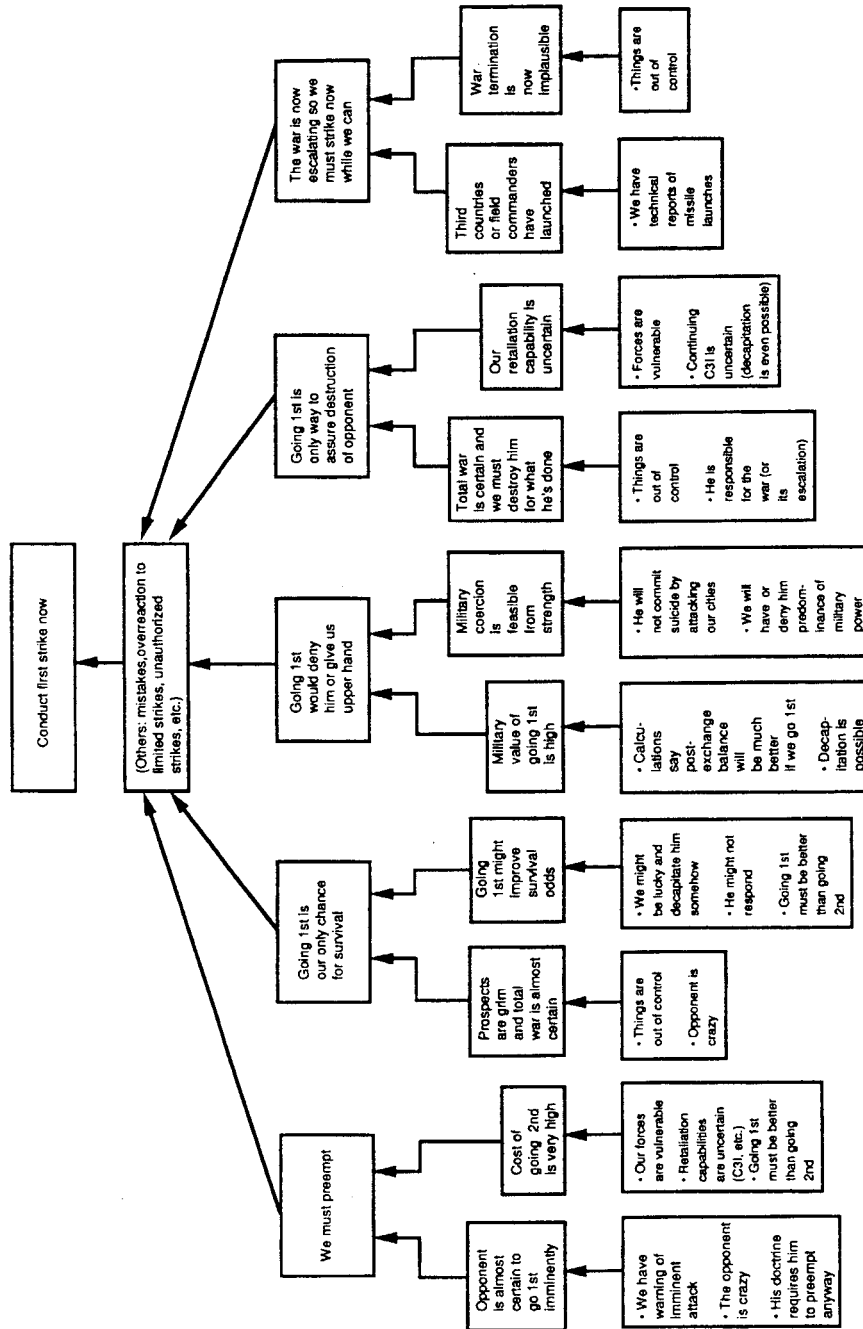 Conduct first strike now
(Others: mistakes,overreaction to
limited strikes, unauthorized
strikes, etc.)
We must preempt
Going 1st is
our only chance
for survival
Going 1st
would deny
him or give us
upper hand
Going 1st is
only way to
assure destruction
of opponent
The war is now
escalating so we
must strike now
while we can
Opponent
is almost
certain to
go 1st
imminently
Cost of
going 2nd
is very high
Prospects
are grim
and total
war is almost
certain
Going
1st might
improve
survival
odds
Military
value of
going 1st
is high
Military
coercion
is
feasible
from
strength
Total war
is certain and
we must
destroy him
for what
he's done
Our
retaliation
capability is
uncertain
Third
countries
or field
commanders
have
launched
War
termination
is
now
implausible
• We have
warning of
imminent
attack
• The opponent
is crazy
• His doctrine
requires him
to preempt
anyway
• Our forces
are vulnerable
• Retaliation
capabilities
are uncertain
(C3I, etc.)
• Going 1st
must be better
than going
2nd
• Things are
out of control
• Opponent is
crazy
• We might
be lucky and
decapitate him
somehow
• He might not
respond
• Going 1st
must be better
than going
2nd
• Calcu-
lations
say
post-
exchange
balance
will
be much
better
if we go 1st
• Decap-
itation is
possible
• He will
not commit
suicide by
attacking
our cities
• We will
have or
deny him
predom-
inance of
military
power
• Things are
out of
control
• He is
responsible
for the
war (or
its
escalation)
• Forces are
vulnerable
• Continuing
C3I is
uncertain
(decapitation
is even possible)
• We have
technical
reports of
missile
launches
• Things are
out of
control